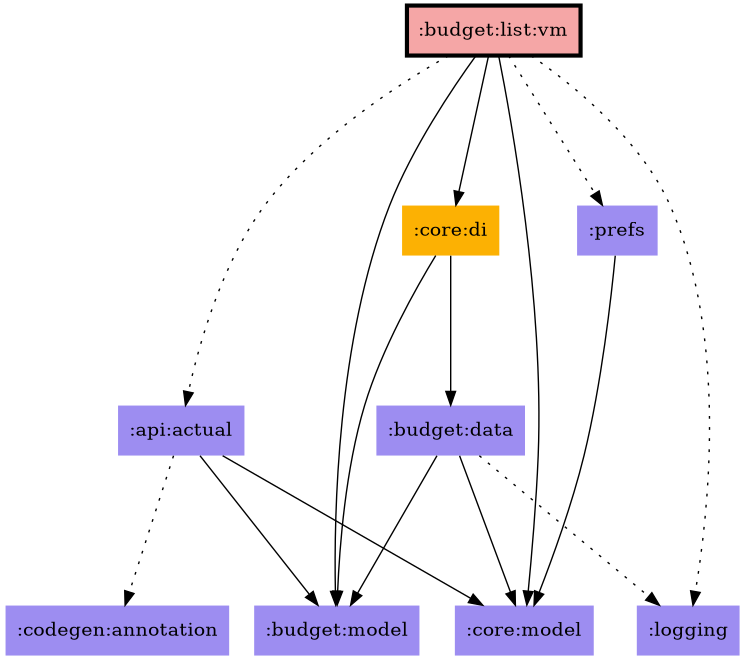 :budget:list:vm
:core:di
:prefs
:api:actual
:budget:data
:codegen:annotation
:budget:model
:core:model
:logging